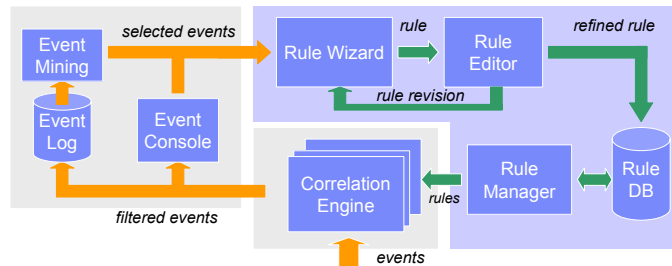 Event
Mining
selected events
Rule Wizard
rule
Rule
Editor
refined rule
rule revision
Event
Log
Event
Console
Correlation
Engine
rules
Rule
Manager
Rule
DB
filtered events
events